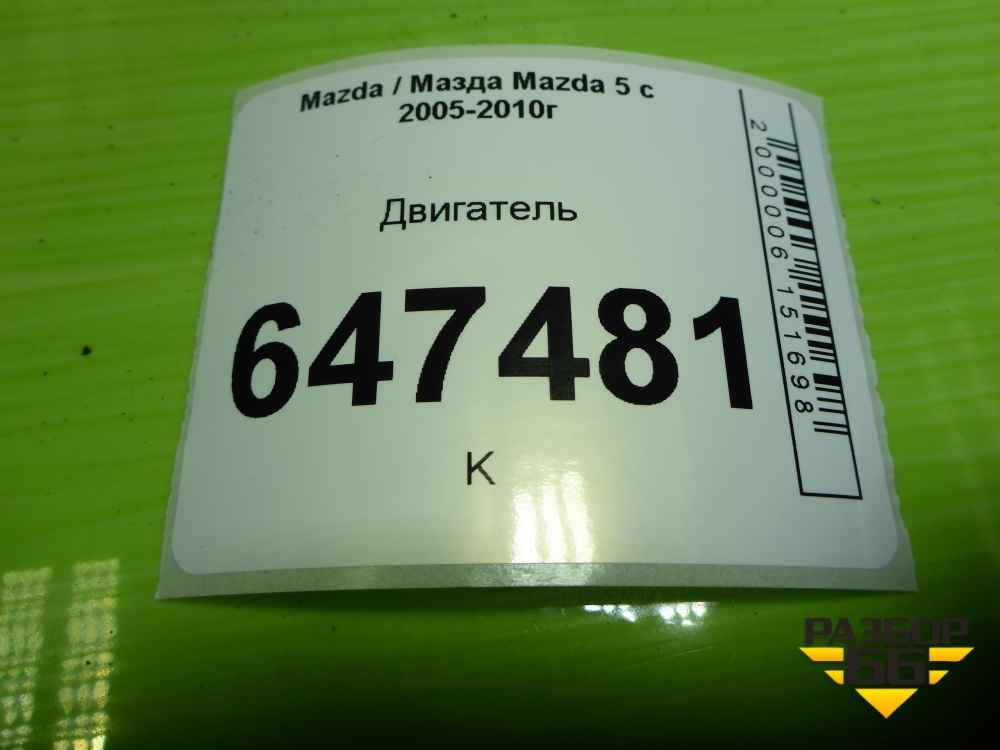 Mazda / Мазда Mazda 5 с
2005-2010г
Двигатель
647481
К
2000006151698
РАЗБОР
66